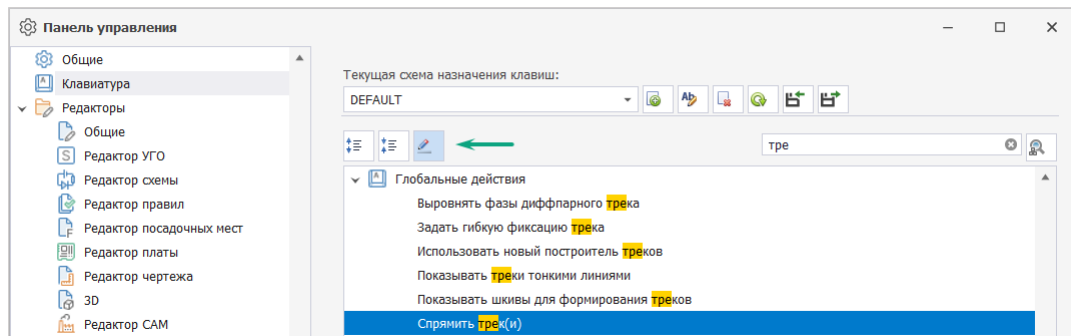 Панель управления
Общие
Клавиатура
Редакторы
Общие
Редактор УГО
Редактор схемы
Редактор правил
Редактор посадочных мест
Редактор платы
Редактор чертежа
3D
Редактор CAM
Текущая схема назначения клавиш:
DEFAULT
тре
Глобальные действия
Выровнять фазы диффпарного трека
Задать гибкую фиксацию трека
Использовать новый построитель треков
Показывать треки тонкими линиями
Показывать шкивы для формирования треков
Спрямить трек(и)